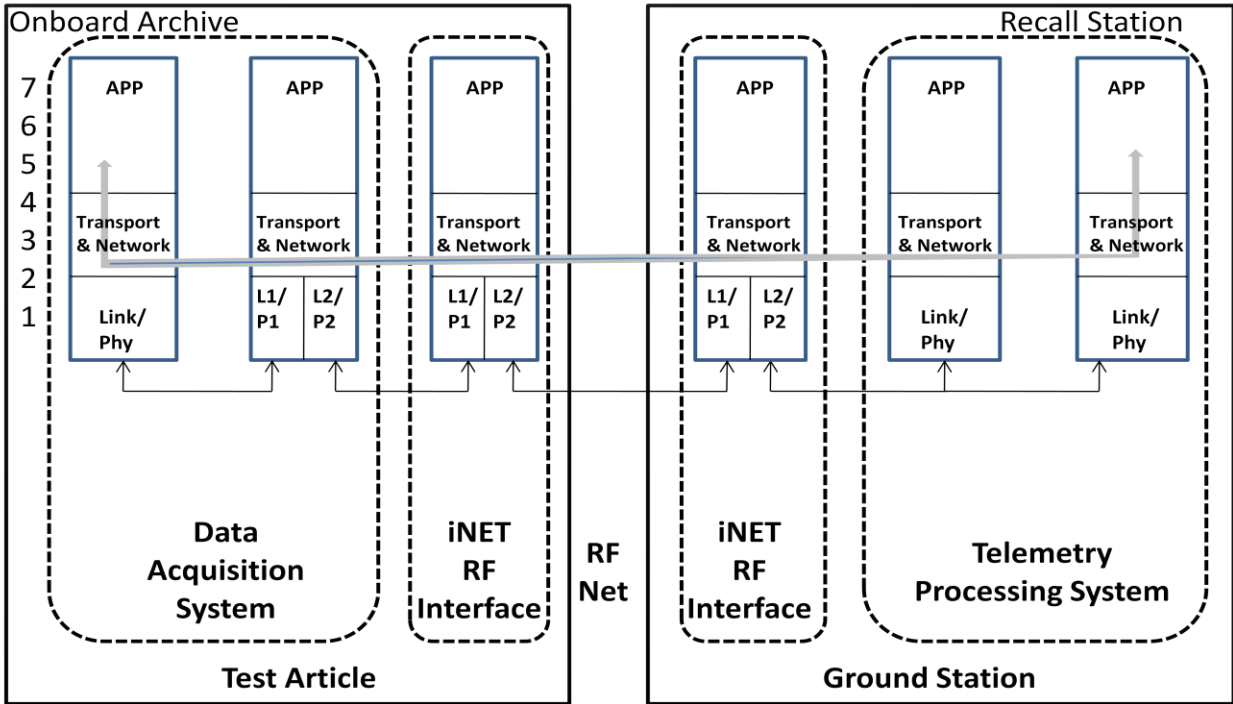 Onboard Archive
Recall Station
7
6
5
4
3
2
1
APP
APP
APP
APP
APP
APP
Transport
& Network
Transport
& Network
Transport
& Network
Transport
& Network
Transport
& Network
Transport
& Network
Link/
Phy
L1/
P1
L2/
P2
L1/
P1
L2/
P2
L1/
P1
L2/
P2
Link/
Phy
Link/
Phy
Data
Acquisition
System
iNET
RF
Interface
RF
Net
iNET
RF
Interface
Telemetry
Processing System
Test Article
Ground Station